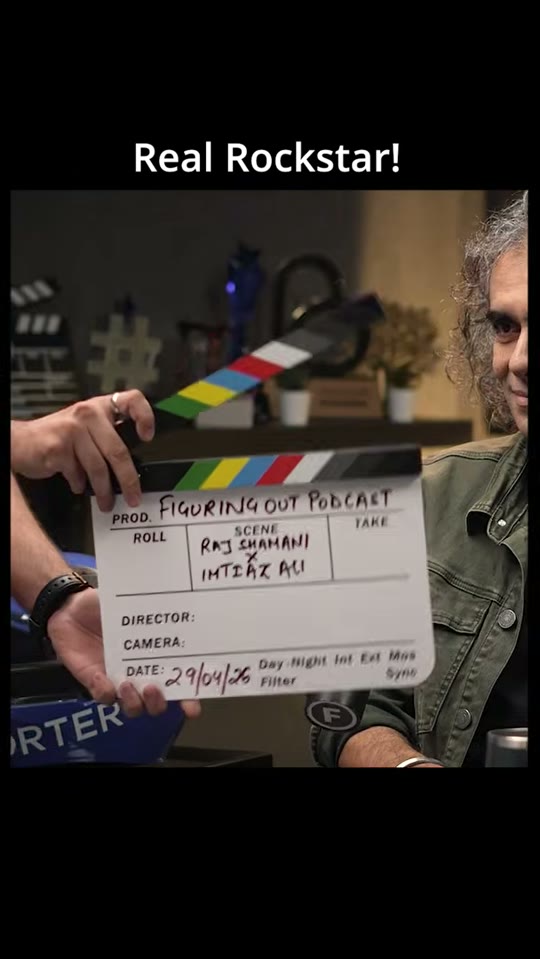 Real Rockstar!
PROD. FIGURING OUT PODCAST
ROLL SCENE TAKE
RAJ SHAMANI
X
IMTIAZ ALI
DIRECTOR:
CAMERA:
DATE: 29/04/26 Day-Night Int Ext Mos
Filter Sync
ORTER
F